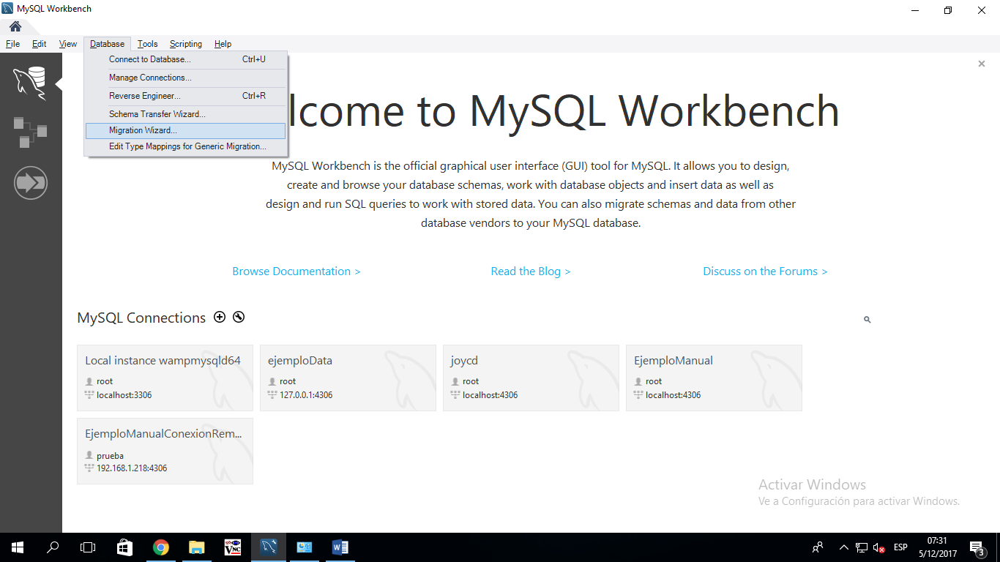 MySQL Workbench
File Edit View Database Tools Scripting Help
Connect to Database... Ctrl+U
Manage Connections...
Reverse Engineer... Ctrl+R
Schema Transfer Wizard...
Migration Wizard...
Edit Type Mappings for Generic Migration...
lcome to MySQL Workbench
MySQL Workbench is the official graphical user interface (GUI) tool for MySQL. It allows you to design,
create and browse your database schemas, work with database objects and insert data as well as
design and run SQL queries to work with stored data. You can also migrate schemas and data from other
database vendors to your MySQL database.
Browse Documentation > Read the Blog > Discuss on the Forums >
MySQL Connections
Local instance wampmysqld64
root
localhost:3306
ejemploData
root
127.0.0.1:4306
joycd
root
localhost:4306
EjemploManual
root
localhost:4306
EjemploManualConexionRem...
prueba
192.168.1.218:4306
Activar Windows
Ve a Configuración para activar Windows.
VNC
ESP
07:31
5/12/2017
3